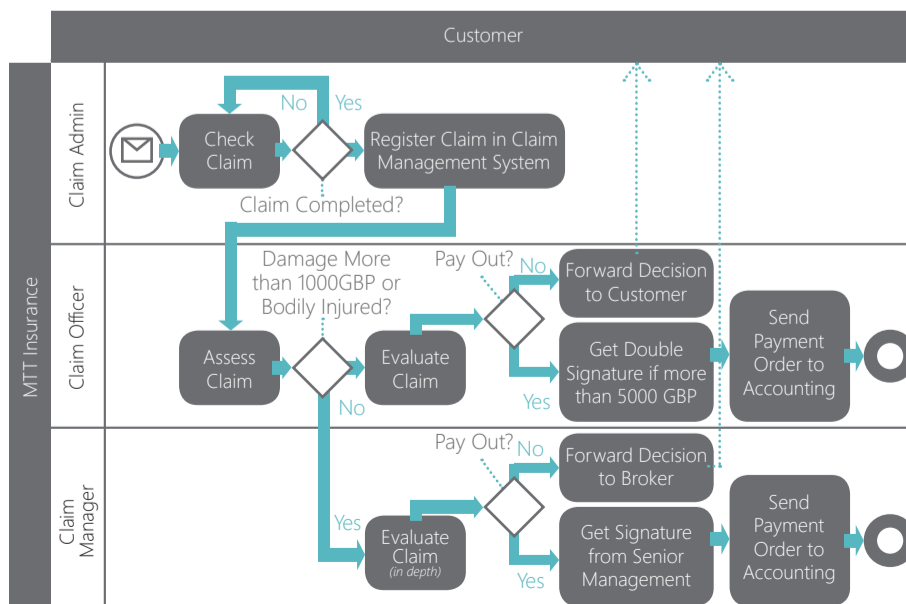 Customer
MTT Insurance
Claim Admin
No
Yes
Check
Claim
Register Claim in Claim
Management System
Claim Completed?
Claim Officer
Damage More
than 1000GBP or
Bodily Injured?
Pay Out?
No
Forward Decision
to Customer
Assess
Claim
No
Evaluate
Claim
Yes
Get Double
Signature if more
than 5000 GBP
Send
Payment
Order to
Accounting
Claim
Manager
Pay Out?
No
Forward Decision
to Broker
Yes
Evaluate
Claim
(in depth)
Yes
Get Signature
from Senior
Management
Send
Payment
Order to
Accounting